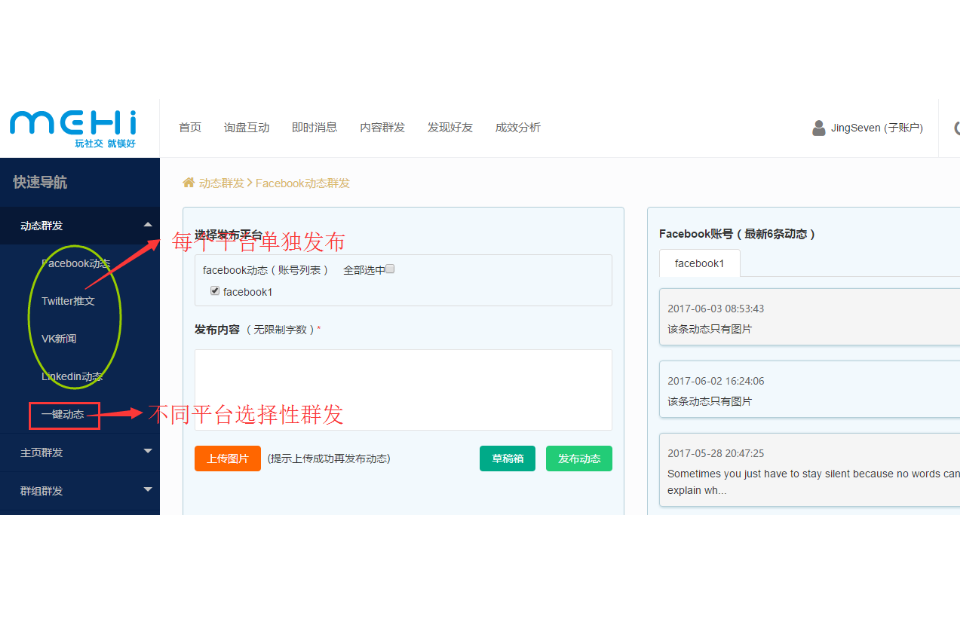 MEHi
玩社交 就镁好
首页 询盘互动 即时消息 内容群发 发现好友 成效分析
JingSeven (子账户)
快速导航
动态群发 > Facebook动态群发
动态群发
Facebook动态
Twitter推文
VK新闻
Linkedin动态
一键动态
主页群发
群组群发
每个平台单独发布
不同平台选择性群发
选择发布平台
facebook动态（账号列表） 全部选中
facebook1
发布内容（无限制字数）*
上传图片 (提示上传成功再发布动态) 草稿箱 发布动态
Facebook账号（最新6条动态）
facebook1
2017-06-03 08:53:43
该条动态只有图片
2017-06-02 16:24:06
该条动态只有图片
2017-05-28 20:47:25
Sometimes you just have to stay silent because no words can
explain wh...